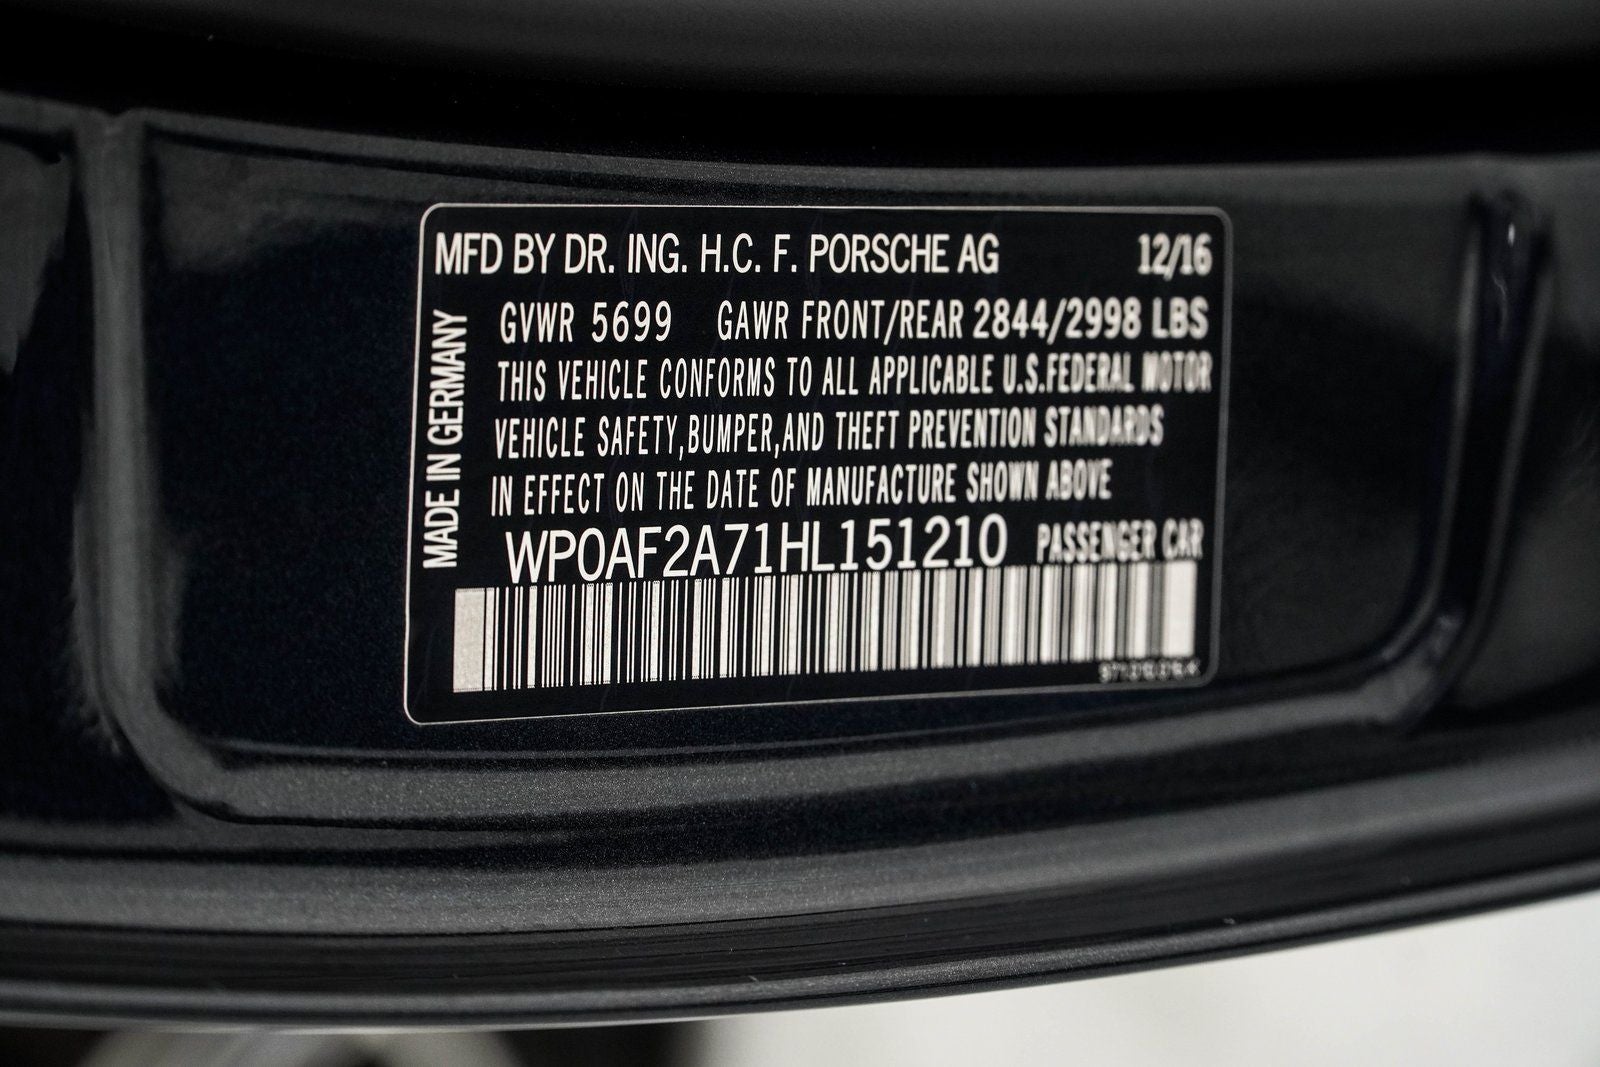 MFD BY DR. ING. H.C. F. PORSCHE AG 12/16
GVWR 5699 GAWR FRONT/REAR 2844/2998 LBS
THIS VEHICLE CONFORMS TO ALL APPLICABLE U.S.FEDERAL MOTOR
VEHICLE SAFETY,BUMPER,AND THEFT PREVENTION STANDARDS
IN EFFECT ON THE DATE OF MANUFACTURE SHOWN ABOVE
WP0AF2A71HL151210 PASSENGER CAR
MADE IN GERMANY